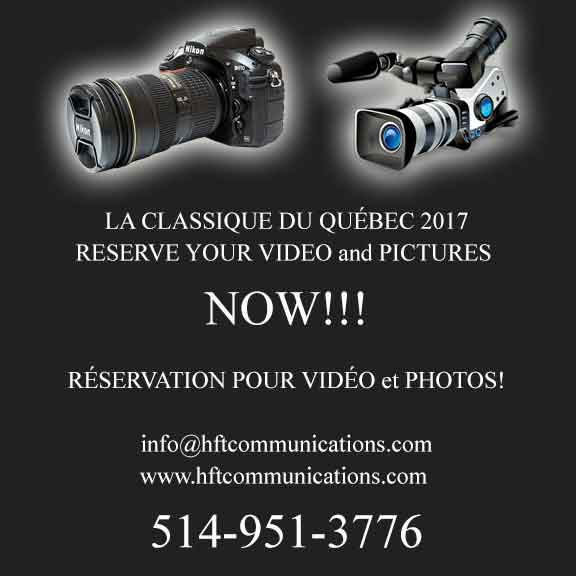 Nikon
Nikon
LA CLASSIQUE DU QUÉBEC 2017
RESERVE YOUR VIDEO and PICTURES
NOW!!!
RÉSERVATION POUR VIDÉO et PHOTOS!
info@hftcommunications.com
www.hftcommunications.com
514-951-3776